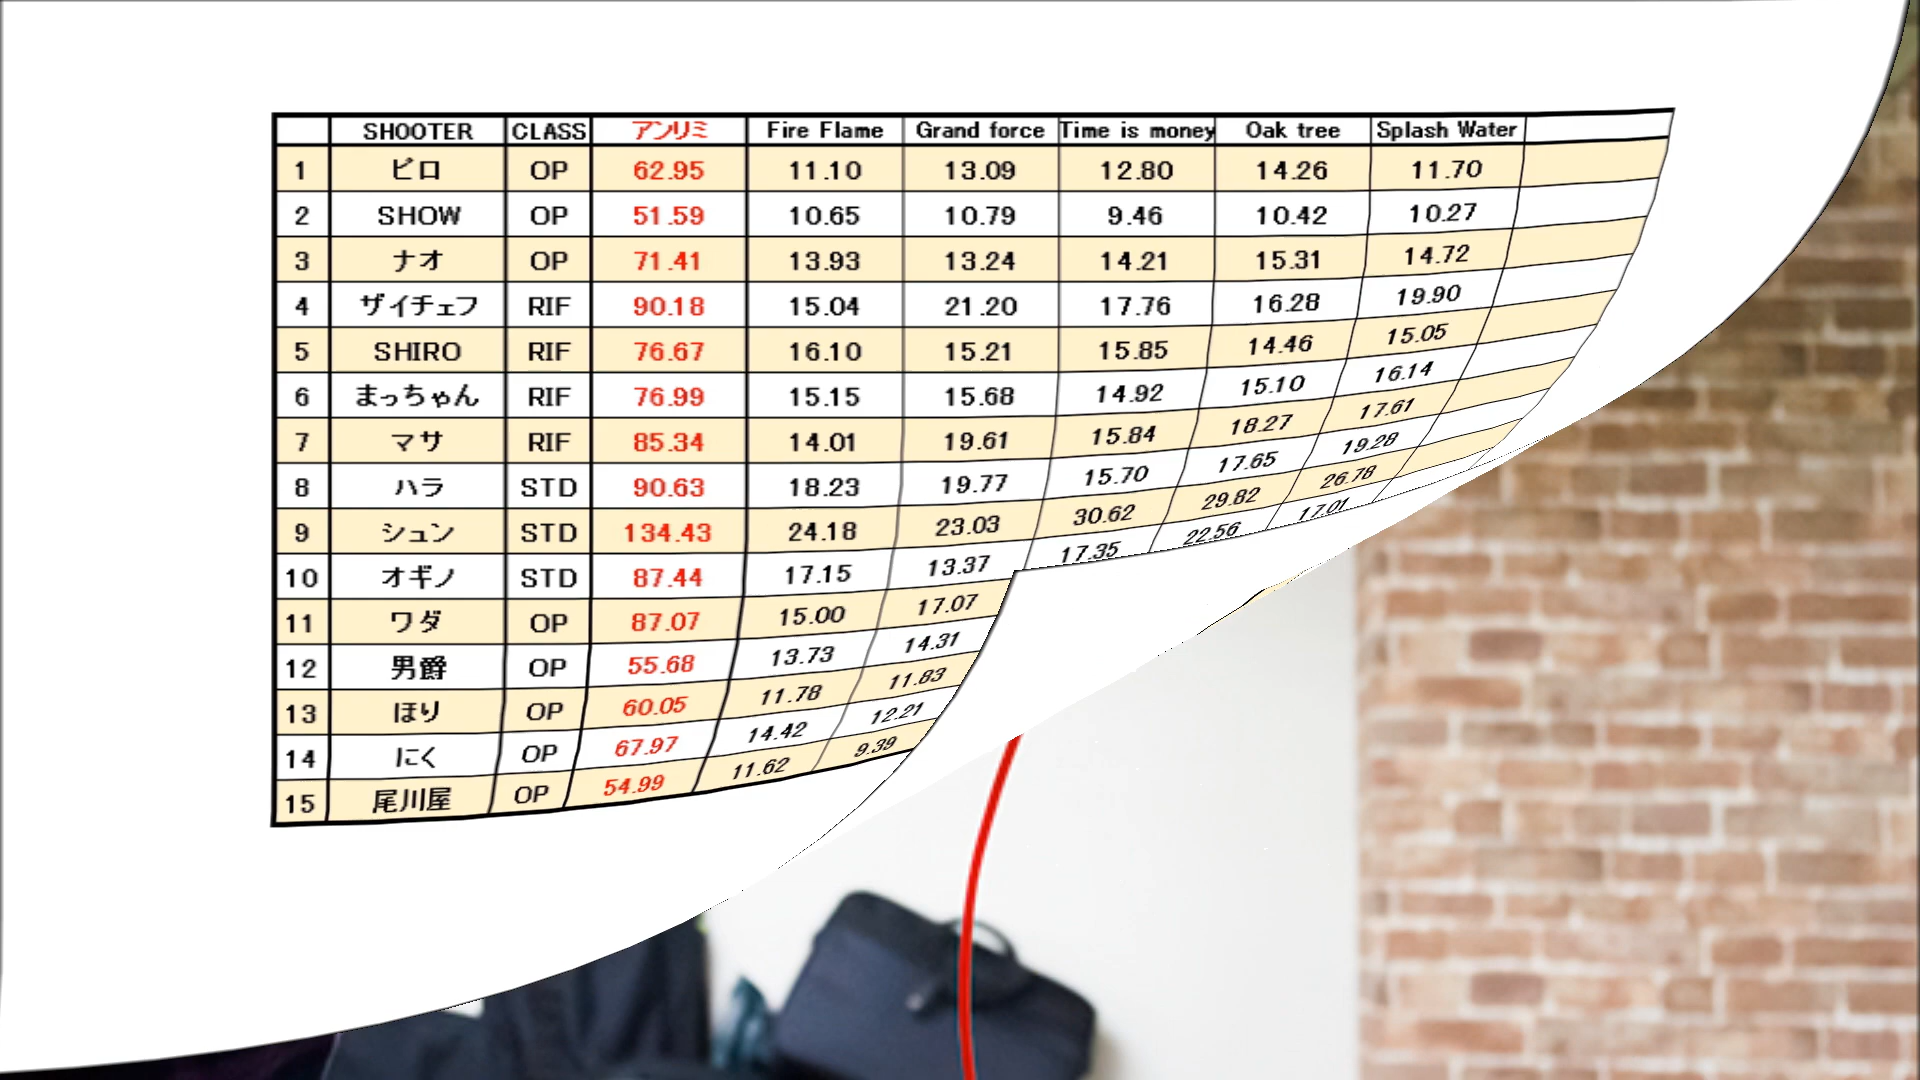 SHOOTER CLASS アンリミ Fire Flame Grand force Time is money Oak tree Splash Water
1 ピロ OP 62.95 11.10 13.09 12.80 14.26 11.70
2 SHOW OP 51.59 10.65 10.79 9.46 10.42 10.27
3 ナオ OP 71.41 13.93 13.24 14.21 15.31 14.72
4 ザイチェフ RIF 90.18 15.04 21.20 17.76 16.28 19.90
5 SHIRO RIF 76.67 16.10 15.21 15.85 14.46 15.05
6 まっちゃん RIF 76.99 15.15 15.68 14.92 15.10 16.14
7 マサ RIF 85.34 14.01 19.61 15.84 18.27 17.61
8 ハラ STD 90.63 18.23 19.77 15.70 17.65 19.28
9 シュン STD 134.43 24.18 23.03 30.62 29.82 26.78
10 オギノ STD 87.44 17.15 13.37 17.35 22.56 17.01
11 ワダ OP 87.07 15.00 17.07
12 男爵 OP 55.68 13.73 14.31
13 ほり OP 60.05 11.78 11.83
14 にく OP 67.97 14.42 12.21
15 尾川屋 OP 54.99 11.62 9.39